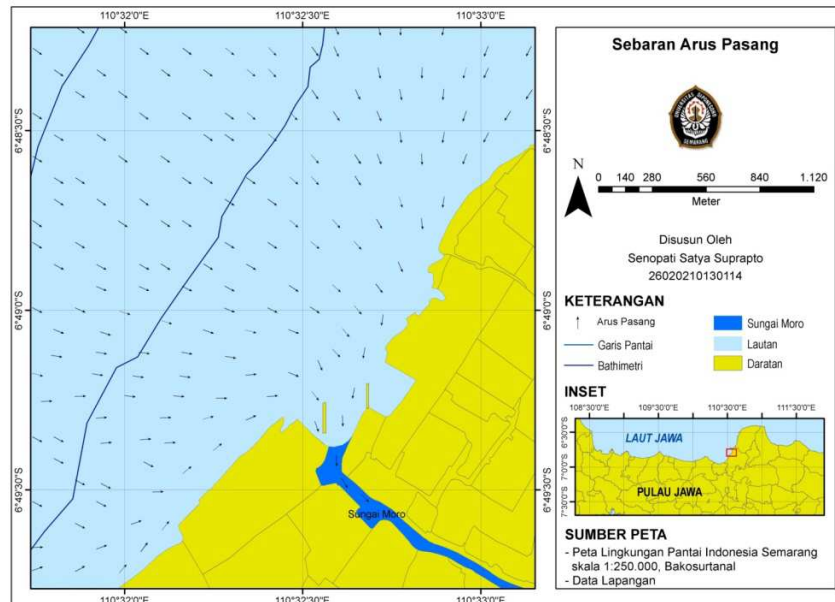 110°32'0"E
110°32'30"E
110°33'0"E
6°48'30"S
6°48'30"S
6°49'0"S
6°49'0"S
6°49'30"S
6°49'30"S
Sungai Moro
110°32'0"E
110°32'30"E
110°33'0"E
Sebaran Arus Pasang
UNIVERSITAS DIPONEGORO
SEMARANG
N
0 140 280 560 840 1.120
Meter
Disusun Oleh
Senopati Satya Suprapto
26020210130114
KETERANGAN
Arus Pasang
Garis Pantai
Bathimetri
Sungai Moro
Lautan
Daratan
INSET
108°30'0"E 109°30'0"E 110°30'0"E 111°30'0"E
6°30'0"S
7°0'0"S
7°30'0"S
LAUT JAWA
PULAU JAWA
SUMBER PETA
- Peta Lingkungan Pantai Indonesia Semarang
skala 1:250.000, Bakosurtanal
- Data Lapangan